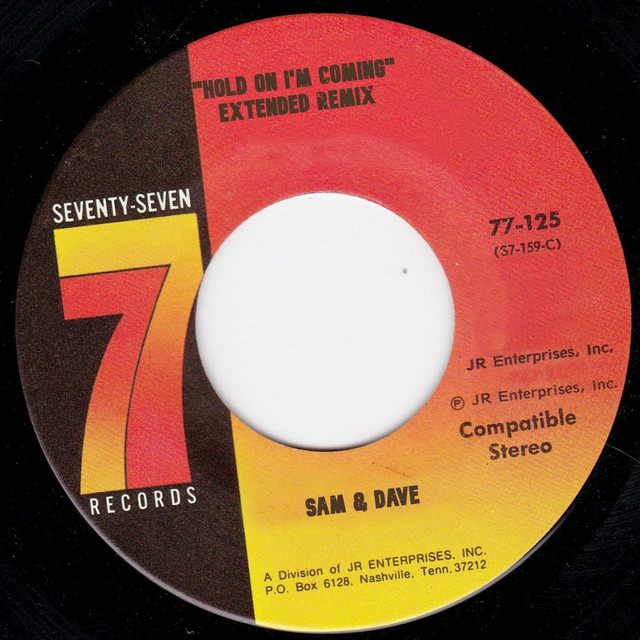 "HOLD ON I'M COMING"
EXTENDED REMIX
SEVENTY-SEVEN
77
RECORDS
77-125
(S7-159-C)
JR Enterprises, Inc.
℗ JR Enterprises, Inc.
Compatible
Stereo
SAM & DAVE
A Division of JR ENTERPRISES, INC.
P.O. Box 6128, Nashville, Tenn. 37212